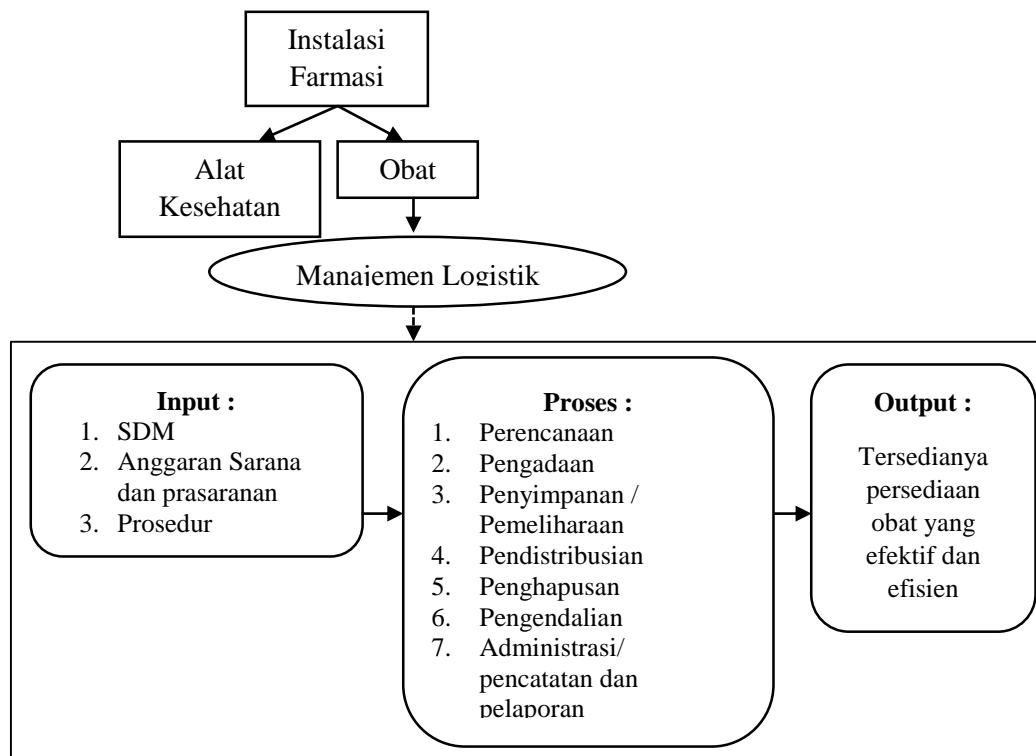 Instalasi
Farmasi
Alat
Kesehatan
Obat
Manajemen Logistik
Input :
1. SDM
2. Anggaran Sarana
dan prasaranan
3. Prosedur
Proses :
1. Perencanaan
2. Pengadaan
3. Penyimpanan /
Pemeliharaan
4. Pendistribusian
5. Penghapusan
6. Pengendalian
7. Administrasi/
pencatatan dan
pelaporan
Output :
Tersedianya
persediaan
obat yang
efektif dan
efisien